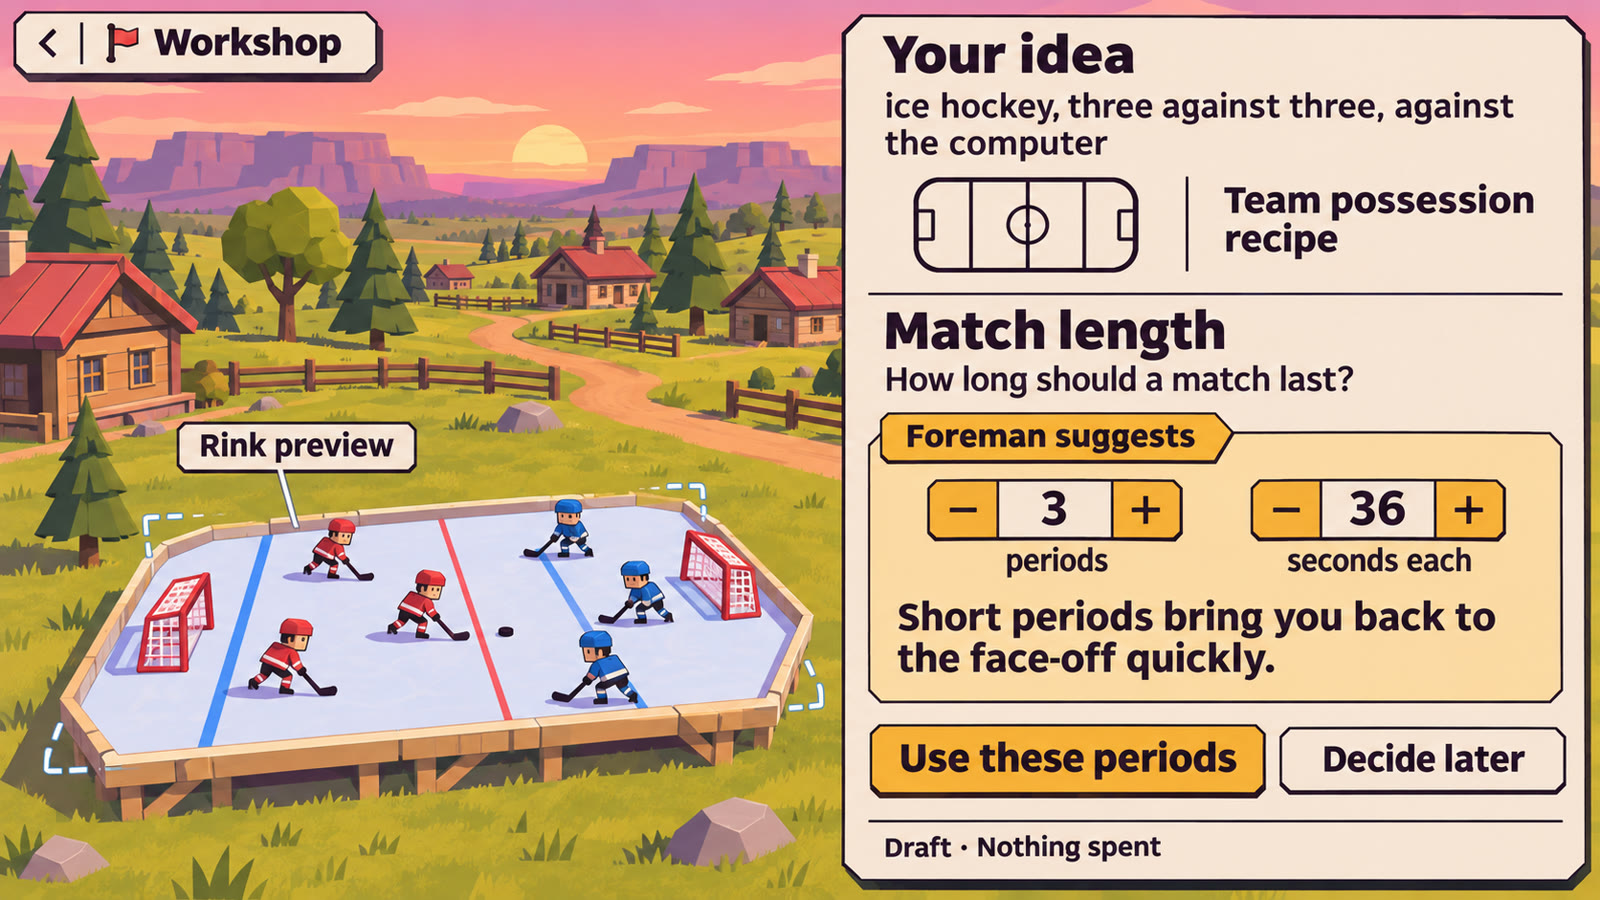 Workshop
Your idea
ice hockey, three against three, against
the computer
Team possession
recipe
Match length
How long should a match last?
Foreman suggests
− 3 +
periods
− 36 +
seconds each
Short periods bring you back to
the face-off quickly.
Use these periods
Decide later
Draft · Nothing spent
Rink preview